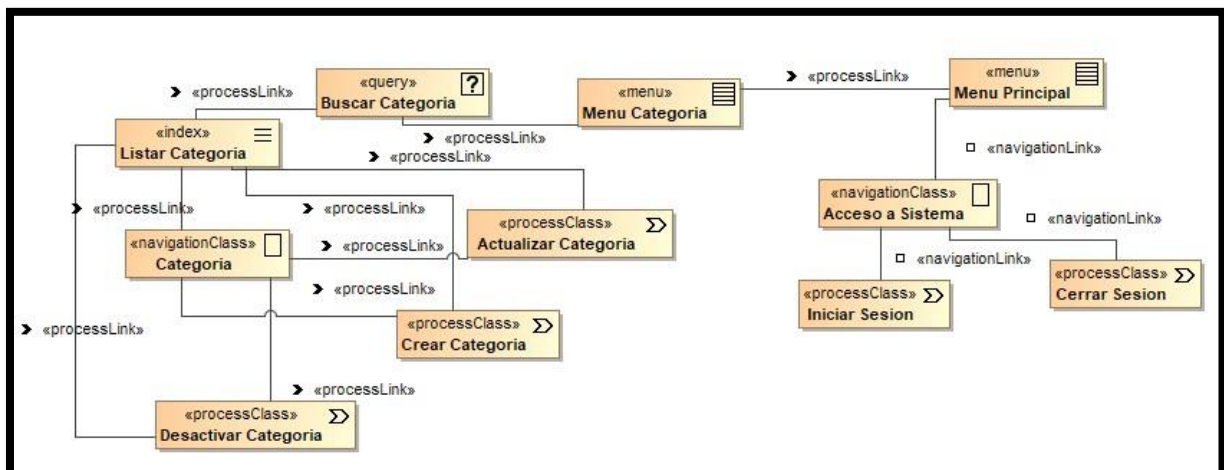 «processLink»
«query»
Buscar Categoria
«menu»
Menu Categoria
«processLink»
«menu»
Menu Principal
«processLink»
«index»
Listar Categoria
«processLink»
«navigationLink»
«processLink»
«processLink»
«navigationClass»
Acceso a Sistema
«processClass»
Actualizar Categoria
«navigationLink»
«navigationClass»
Categoria
«processLink»
«navigationLink»
«processLink»
«processClass»
Cerrar Sesion
«processClass»
Iniciar Sesion
«processLink»
«processClass»
Crear Categoria
«processLink»
«processClass»
Desactivar Categoria